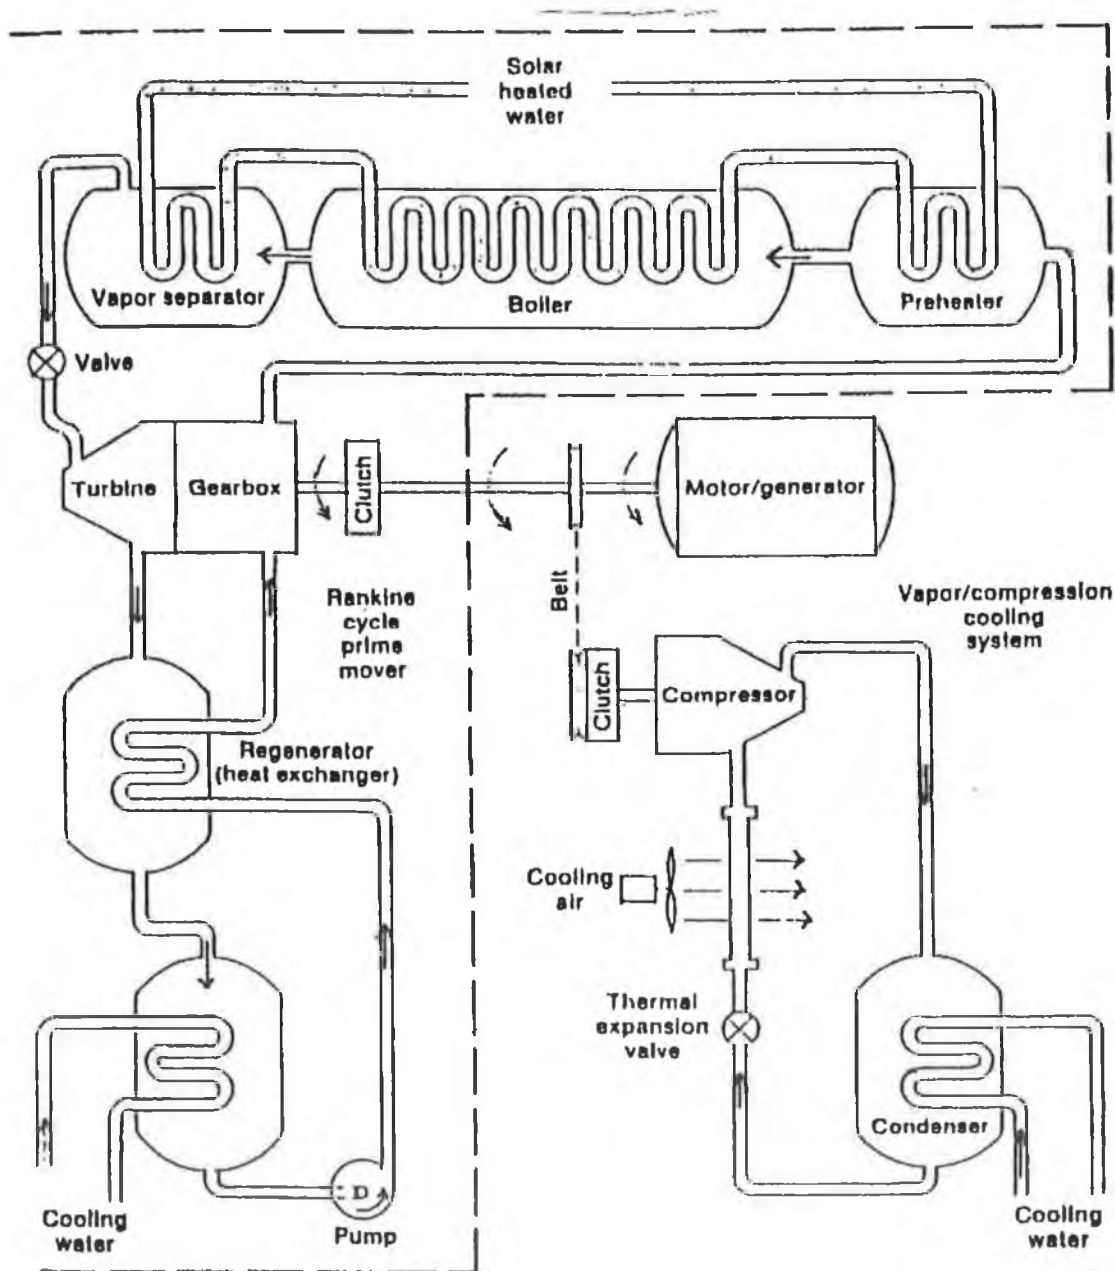 Solar
heated
water
Vapor separator
Boiler
Preheater
Valve
Turbine
Gearbox
Clutch
Motor/generator
Belt
Rankine
cycle
prime
mover
Vapor/compression
cooling
system
Clutch
Compressor
Regenerator
(heat exchanger)
Cooling
air
Thermal
expansion
valve
Condenser
D
Pump
Cooling
water
Cooling
water